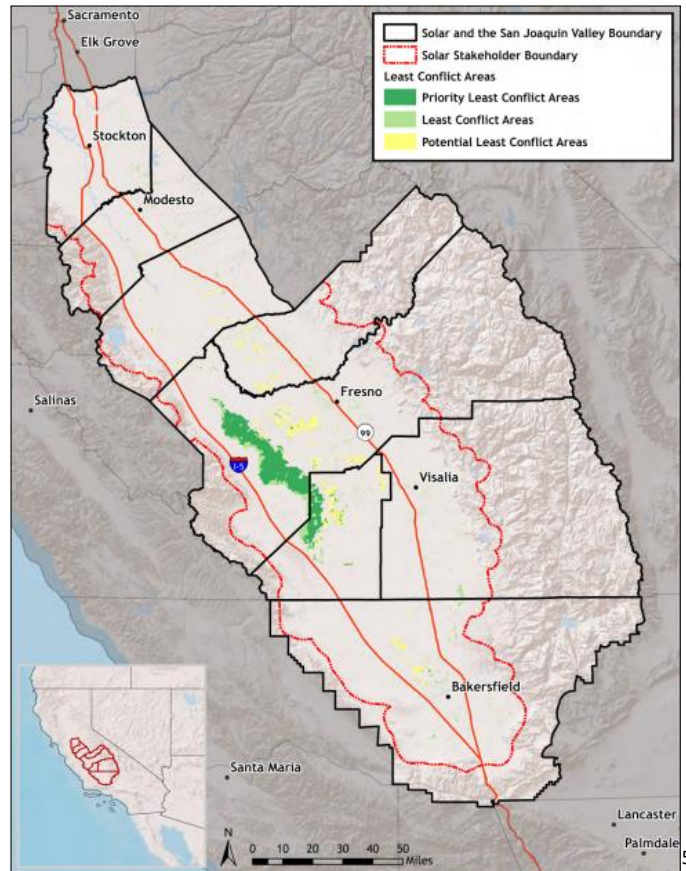 Sacramento
Elk Grove
Solar and the San Joaquin Valley Boundary
Solar Stakeholder Boundary
Least Conflict Areas
Priority Least Conflict Areas
Least Conflict Areas
Potential Least Conflict Areas
Stockton
Modesto
Salinas
Fresno
99
I-5
Visalia
Bakersfield
Santa Maria
Lancaster
Palmdale
N
0 5 10 20 30 40 50
Miles
5